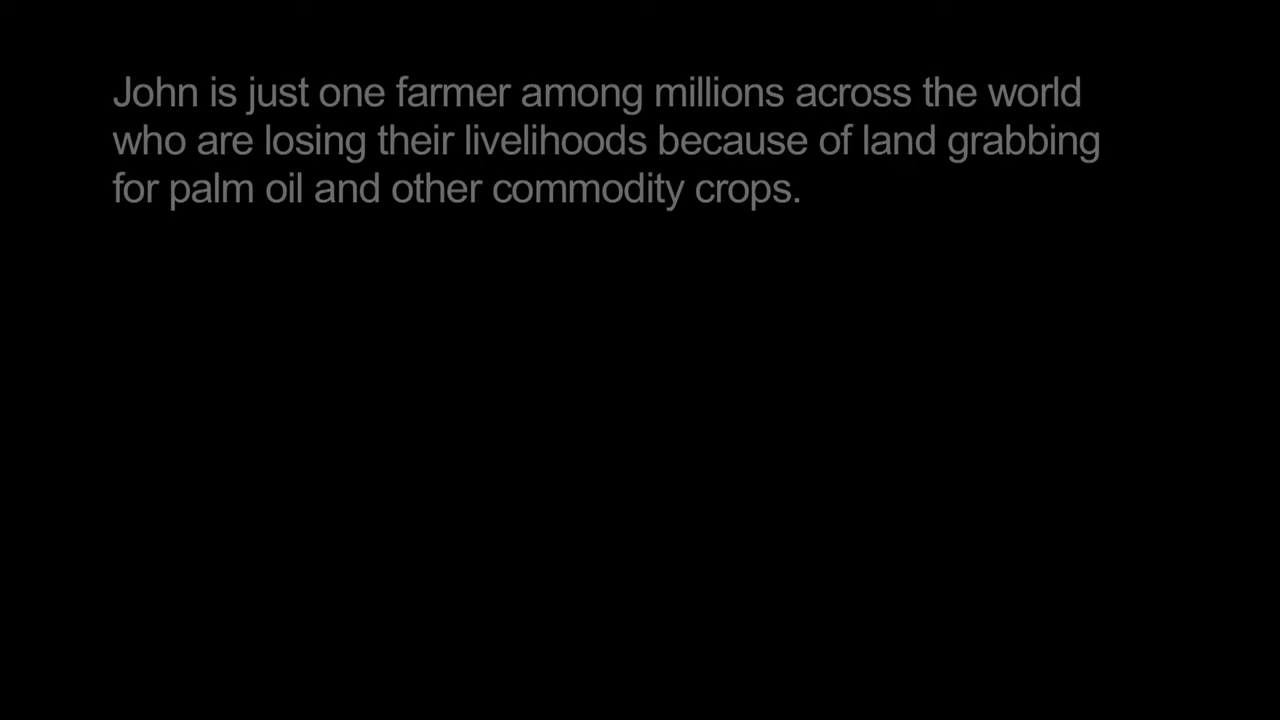 John is just one farmer among millions across the world
who are losing their livelihoods because of land grabbing
for palm oil and other commodity crops.